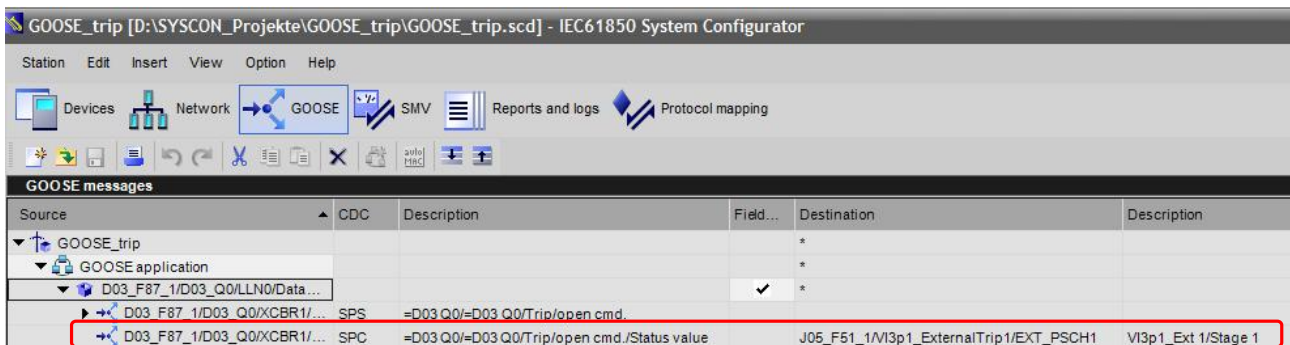 GOOSE_trip [D:\SYSCON_Projekte\GOOSE_trip\GOOSE_trip.scd] - IEC61850 System Configurator
Station Edit Insert View Option Help
Devices Network GOOSE SMV Reports and logs Protocol mapping
auto MAC
GOOSE messages
Source CDC Description Field... Destination Description
GOOSE_trip *
GOOSE application *
D03_F87_1/D03_Q0/LLN0/Data... *
D03_F87_1/D03_Q0/XCBR1/... SPS =D03 Q0/=D03 Q0/Trip/open cmd.
D03_F87_1/D03_Q0/XCBR1/... SPC =D03 Q0/=D03 Q0/Trip/open cmd./Status value J05_F51_1/VI3p1_ExternalTrip1/EXT_PSCH1 VI3p1_Ext 1/Stage 1